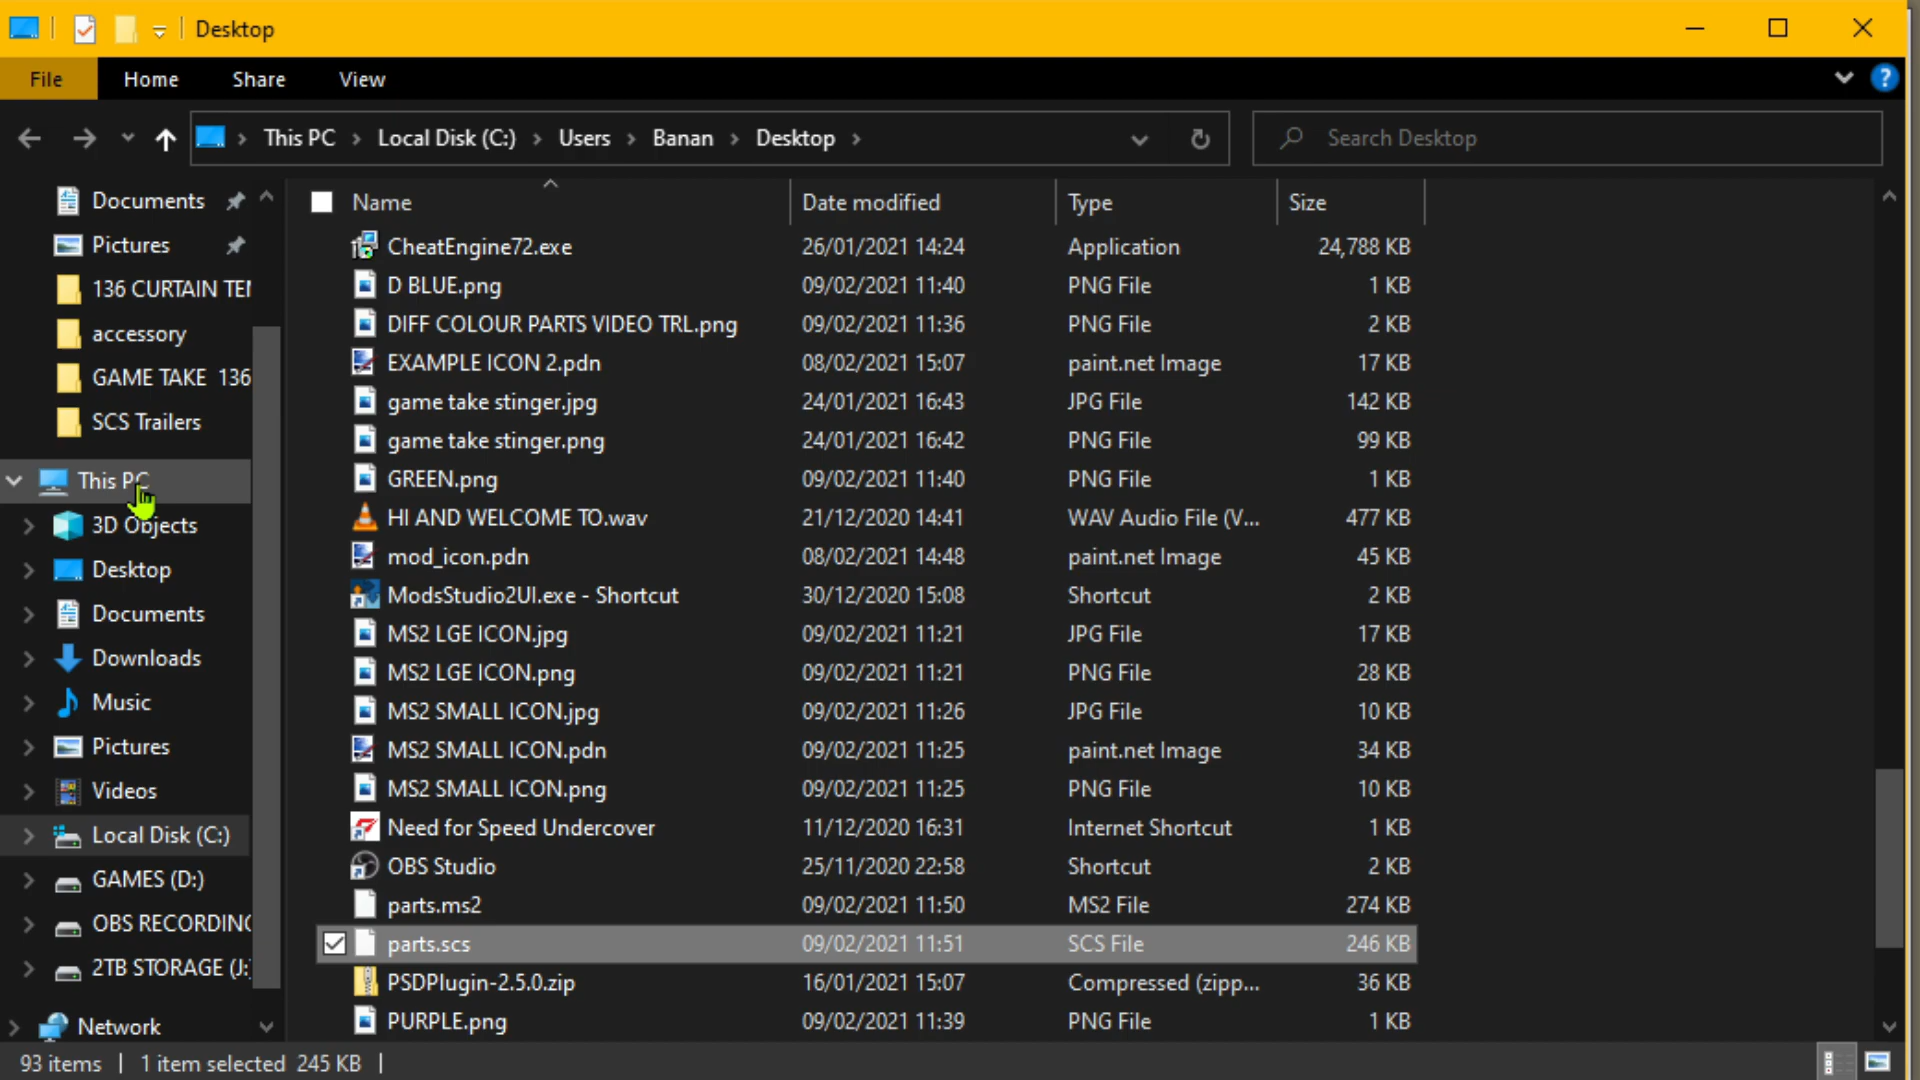 Desktop
File Home Share View
This PC Local Disk (C:) Users Banan Desktop
Search Desktop
Documents
Pictures
136 CURTAIN TEN
accessory
GAME TAKE 136
SCS Trailers
This PC
3D Objects
Desktop
Documents
Downloads
Music
Pictures
Videos
Local Disk (C:)
GAMES (D:)
OBS RECORDING
2TB STORAGE (J:)
Network
Name Date modified Type Size
CheatEngine72.exe 26/01/2021 14:24 Application 24,788 KB
D BLUE.png 09/02/2021 11:40 PNG File 1 KB
DIFF COLOUR PARTS VIDEO TRL.png 09/02/2021 11:36 PNG File 2 KB
EXAMPLE ICON 2.pdn 08/02/2021 15:07 paint.net Image 17 KB
game take stinger.jpg 24/01/2021 16:43 JPG File 142 KB
game take stinger.png 24/01/2021 16:42 PNG File 99 KB
GREEN.png 09/02/2021 11:40 PNG File 1 KB
HI AND WELCOME TO.wav 21/12/2020 14:41 WAV Audio File (V... 477 KB
mod_icon.pdn 08/02/2021 14:48 paint.net Image 45 KB
ModsStudio2UI.exe - Shortcut 30/12/2020 15:08 Shortcut 2 KB
MS2 LGE ICON.jpg 09/02/2021 11:21 JPG File 17 KB
MS2 LGE ICON.png 09/02/2021 11:21 PNG File 28 KB
MS2 SMALL ICON.jpg 09/02/2021 11:26 JPG File 10 KB
MS2 SMALL ICON.pdn 09/02/2021 11:25 paint.net Image 34 KB
MS2 SMALL ICON.png 09/02/2021 11:25 PNG File 10 KB
Need for Speed Undercover 11/12/2020 16:31 Internet Shortcut 1 KB
OBS Studio 25/11/2020 22:58 Shortcut 2 KB
parts.ms2 09/02/2021 11:50 MS2 File 274 KB
parts.scs 09/02/2021 11:51 SCS File 246 KB
PSDPlugin-2.5.0.zip 16/01/2021 15:07 Compressed (zipp... 36 KB
PURPLE.png 09/02/2021 11:39 PNG File 1 KB
93 items 1 item selected 245 KB